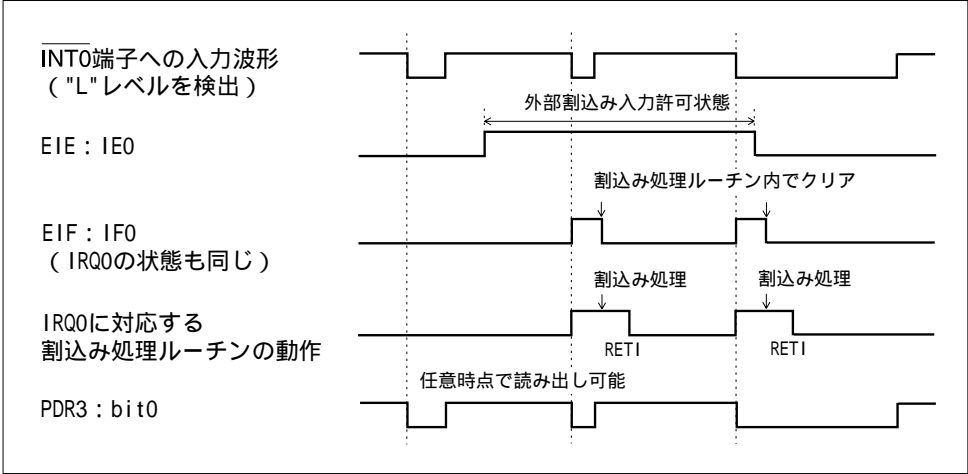 INT0端子への入力波形
("L"レベルを検出)
外部割込み入力許可状態
EIE:IE0
割込み処理ルーチン内でクリア
EIF:IF0
(IRQ0の状態も同じ)
割込み処理 割込み処理
IRQ0に対応する
割込み処理ルーチンの動作
RETI RETI
任意時点で読み出し可能
PDR3:bit0